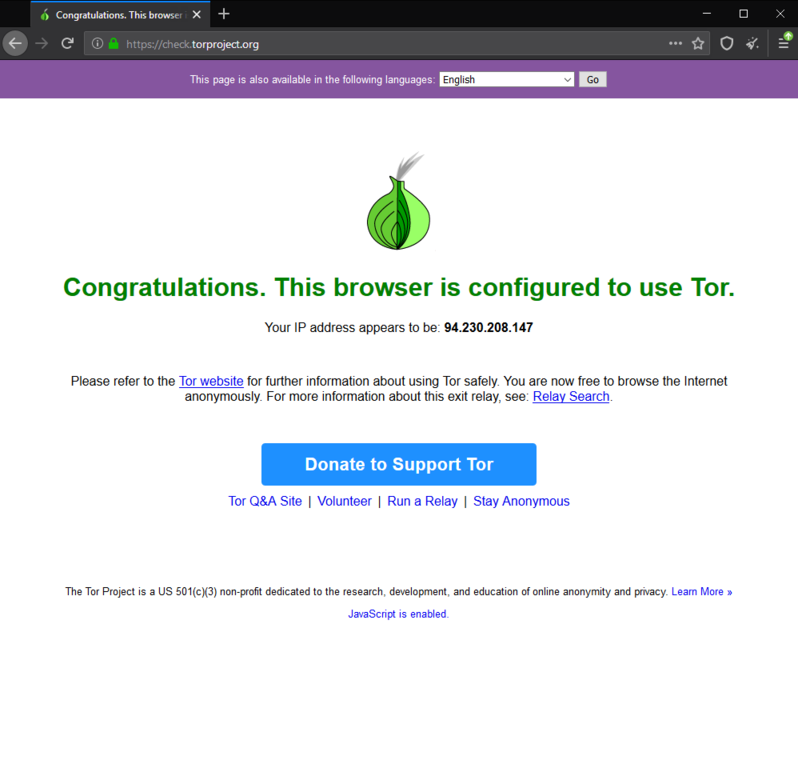 Congratulations. This browser i
https://check.torproject.org
This page is also available in the following languages: English Go
Congratulations. This browser is configured to use Tor.
Your IP address appears to be: 94.230.208.147
Please refer to the Tor website for further information about using Tor safely. You are now free to browse the Internet
anonymously. For more information about this exit relay, see: Relay Search.
Donate to Support Tor
Tor Q&A Site | Volunteer | Run a Relay | Stay Anonymous
The Tor Project is a US 501(c)(3) non-profit dedicated to the research, development, and education of online anonymity and privacy. Learn More »
JavaScript is enabled.